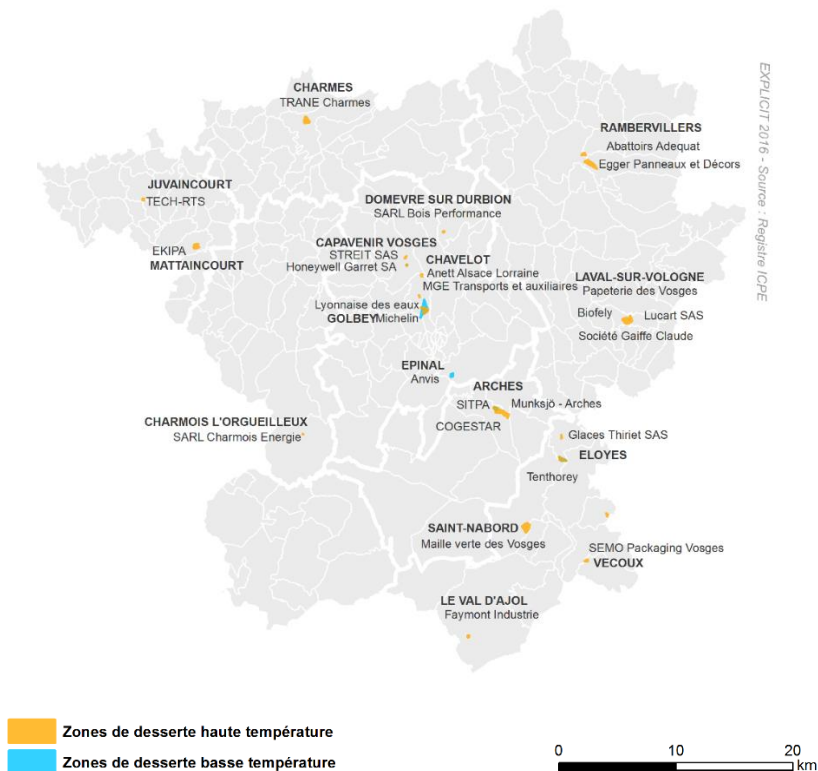 CHARMES
TRANE Charmes
EXPLICIT 2016 - Source : Registre ICPE
RAMBERVILLERS
Abattoirs Adequat
Egger Panneaux et Décors
JUVAINCOURT
TECH-RTS
DOMEVRE SUR DURBION
SARL Bois Performance
EKIPA
MATTAINCOURT
CAPAVENIR VOSGES
STREIT SAS
Honeywell Garret SA
CHAVELOT
Anett Alsace Lorraine
MGE Transports et auxiliaires
LAVAL-SUR-VOLOGNE
Papeterie des Vosges
Biofely
Lucart SAS
Société Gaiffe Claude
Lyonnaise des eaux
GOLBEY Michelin
EPINAL
Anvis
ARCHES
SITPA
Munksjö - Arches
COGESTAR
CHARMOIS L'ORGUEILLEUX
SARL Charmois Energie
Glaces Thiriet SAS
ELOYES
Tenthorey
SAINT-NABORD
Maille verte des Vosges
SEMO Packaging Vosges
VECOUX
LE VAL D'AJOL
Faymont Industrie
Zones de desserte haute température
Zones de desserte basse température
0 10 20
km